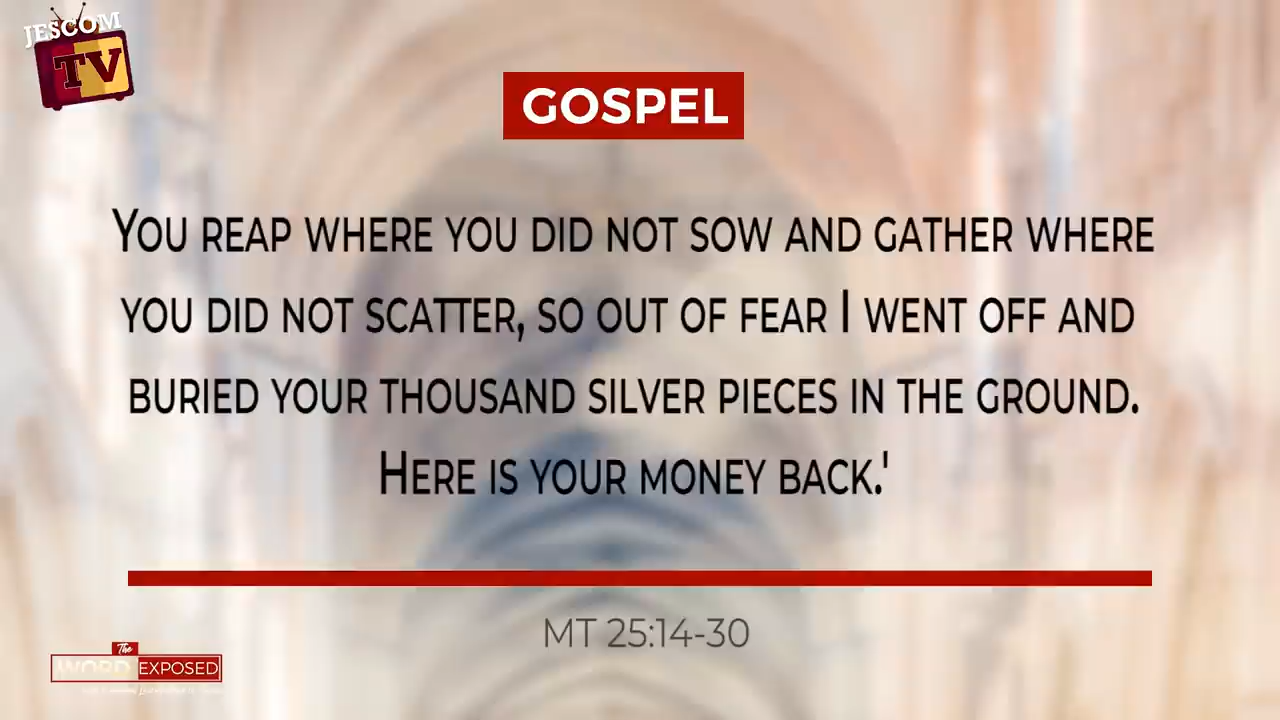 JESCOM
TV
GOSPEL
YOU REAP WHERE YOU DID NOT SOW AND GATHER WHERE
YOU DID NOT SCATTER, SO OUT OF FEAR I WENT OFF AND
BURIED YOUR THOUSAND SILVER PIECES IN THE GROUND.
HERE IS YOUR MONEY BACK.'
MT 25:14-30
The
WORD EXPOSED